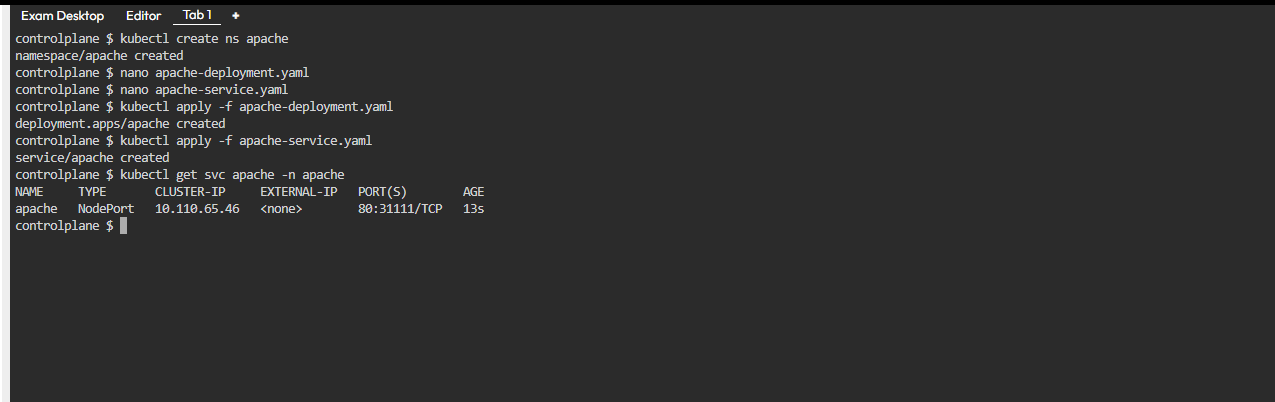 Exam Desktop Editor Tab 1 +
controlplane $ kubectl create ns apache
namespace/apache created
controlplane $ nano apache-deployment.yaml
controlplane $ nano apache-service.yaml
controlplane $ kubectl apply -f apache-deployment.yaml
deployment.apps/apache created
controlplane $ kubectl apply -f apache-service.yaml
service/apache created
controlplane $ kubectl get svc apache -n apache
NAME TYPE CLUSTER-IP EXTERNAL-IP PORT(S) AGE
apache NodePort 10.110.65.46 <none> 80:31111/TCP 13s
controlplane $